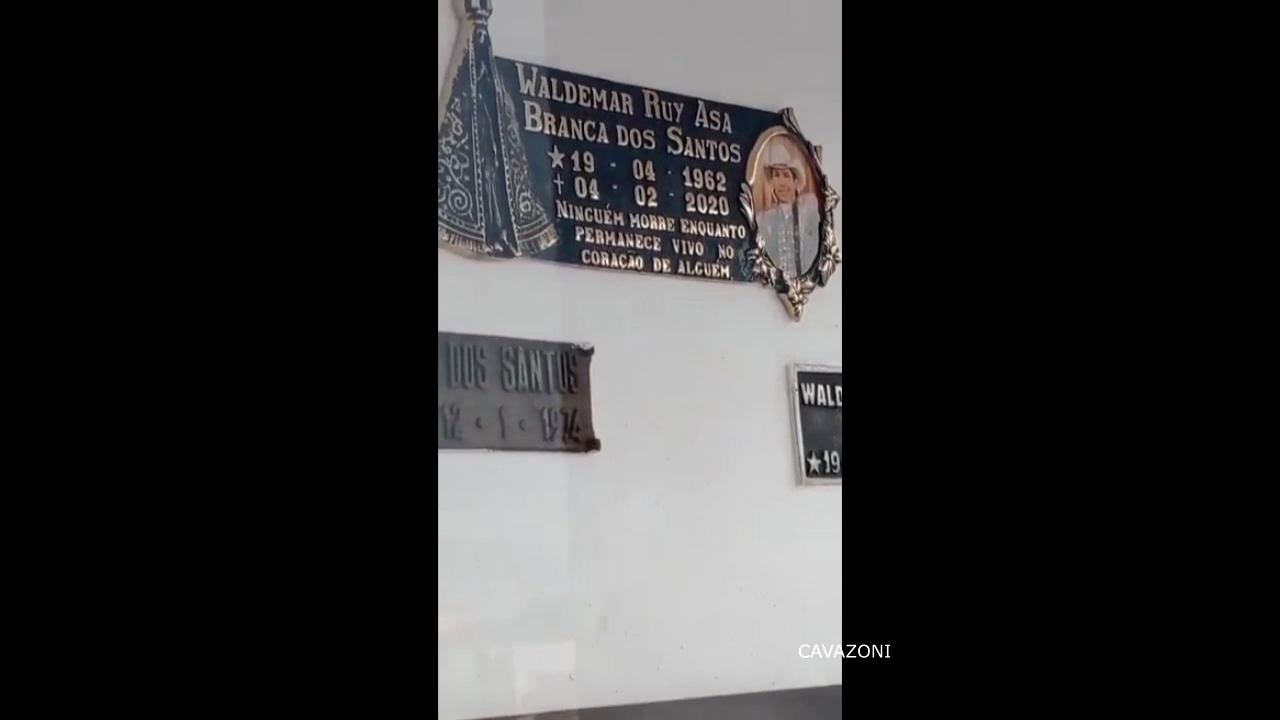 WALDEMAR RUY ASA
BRANCA DOS SANTOS
★ 19 - 04 - 1962
† 04 - 02 - 2020
NINGUÉM MORRE ENQUANTO
PERMANECE VIVO NO
CORAÇÃO DE ALGUÉM.
DOS SANTOS
12 · 1 · 1974
WALD
★19
CAVAZONI